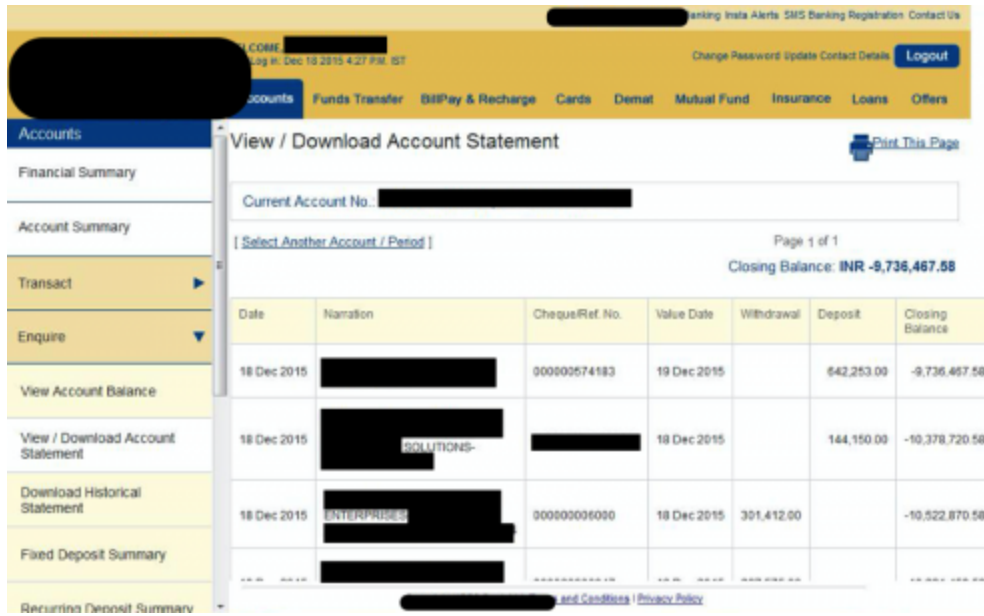 Banking Insta Alerts SMS Banking Registration Contact Us
Log in: Dec 18 2015 4:27 P.M. IST
Change Password Update Contact Details Logout
Funds Transfer BillPay & Recharge Cards Demat Mutual Fund Insurance Loans Offers
Accounts
View / Download Account Statement
Print This Page
Financial Summary
Current Account No.:
Account Summary
[ Select Another Account / Period ]
Page 1 of 1
Closing Balance: INR -9,736,467.58
Transact
Enquire
Date Narration Cheque/Ref. No. Value Date Withdrawal Deposit Closing Balance
18 Dec 2015 000000574183 19 Dec 2015 642,253.00 -9,736,467.58
View Account Balance
View / Download Account
Statement
18 Dec 2015 SOLUTIONS- 18 Dec 2015 144,150.00 -10,378,720.58
Download Historical
Statement
18 Dec 2015 ENTERPRISES 000000006000 18 Dec 2015 301,412.00 -10,522,870.58
Fixed Deposit Summary
Recurring Deposit Summary
and Conditions | Privacy Policy